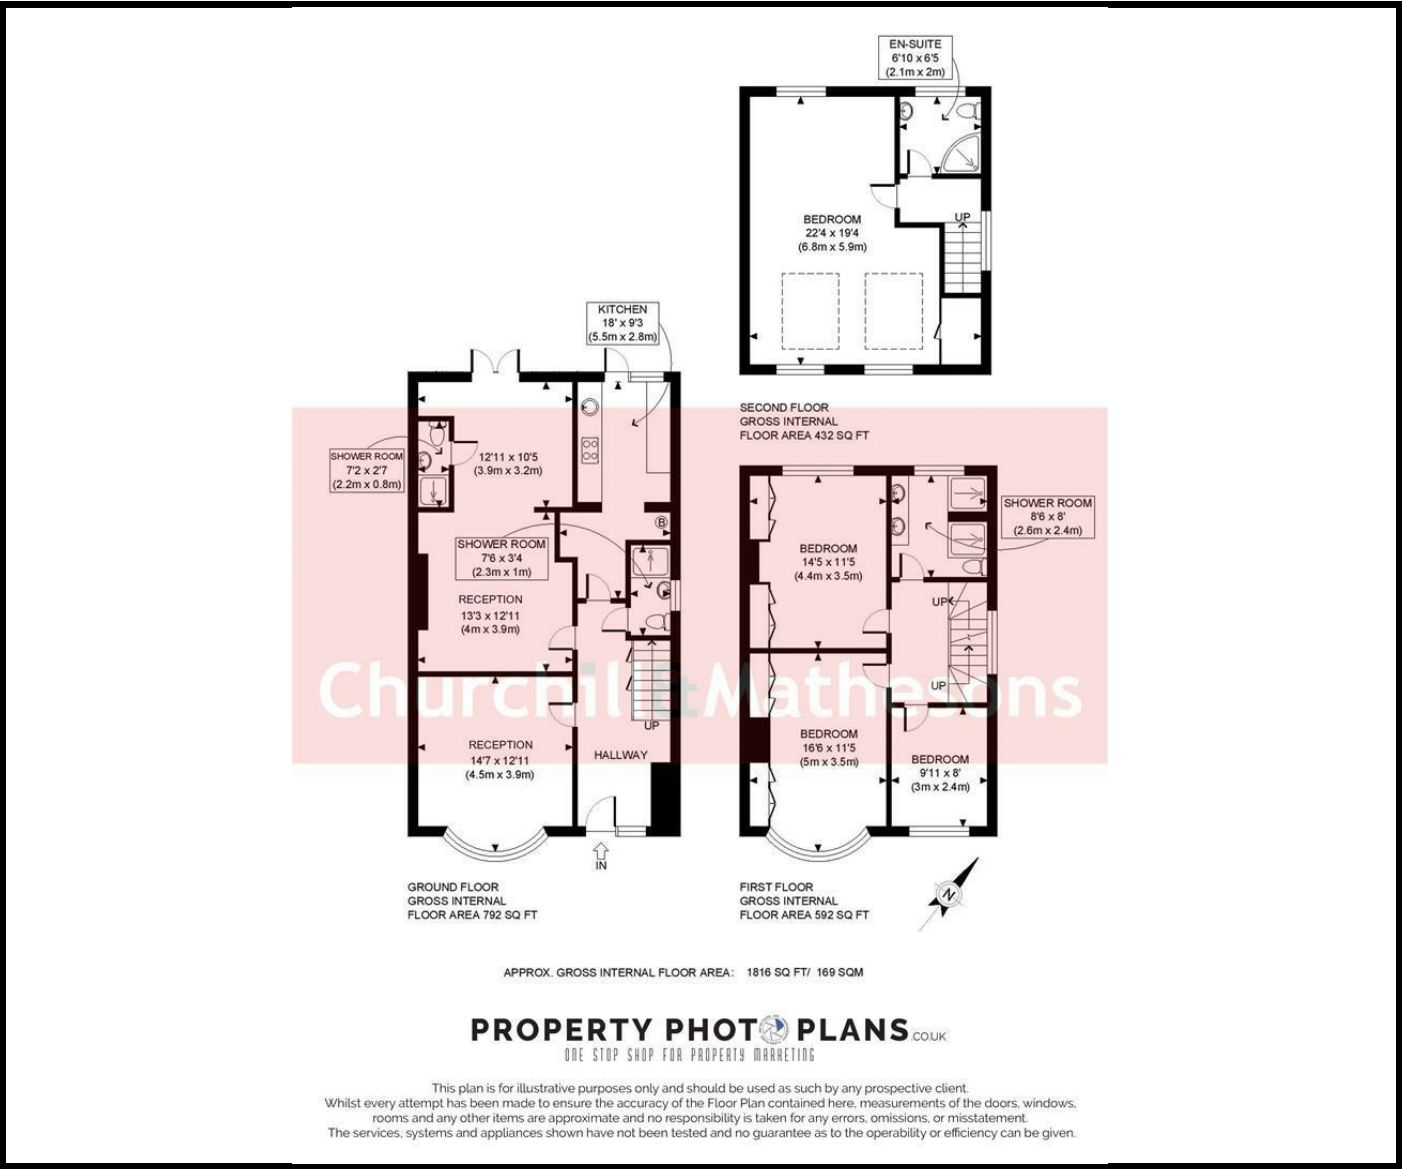 EN-SUITE
6'10 x 6'5
(2.1m x 2m)
BEDROOM
22'4 x 19'4
(6.8m x 5.9m)
UP
SECOND FLOOR
GROSS INTERNAL
FLOOR AREA 432 SQ FT
KITCHEN
18' x 9'3
(5.5m x 2.8m)
SHOWER ROOM
7'2 x 2'7
(2.2m x 0.8m)
12'11 x 10'5
(3.9m x 3.2m)
B
SHOWER ROOM
7'6 x 3'4
(2.3m x 1m)
RECEPTION
13'3 x 12'11
(4m x 3.9m)
RECEPTION
14'7 x 12'11
(4.5m x 3.9m)
UP
HALLWAY
IN
GROUND FLOOR
GROSS INTERNAL
FLOOR AREA 792 SQ FT
SHOWER ROOM
8'6 x 8'
(2.6m x 2.4m)
BEDROOM
14'5 x 11'5
(4.4m x 3.5m)
UP
UP
BEDROOM
16'6 x 11'5
(5m x 3.5m)
BEDROOM
9'11 x 8'
(3m x 2.4m)
FIRST FLOOR
GROSS INTERNAL
FLOOR AREA 592 SQ FT
N
Churchill & Mathesons
APPROX. GROSS INTERNAL FLOOR AREA: 1816 SQ FT/ 169 SQM
PROPERTY PHOTO PLANS.CO.UK
ONE STOP SHOP FOR PROPERTY MARKETING
This plan is for illustrative purposes only and should be used as such by any prospective client.
Whilst every attempt has been made to ensure the accuracy of the Floor Plan contained here, measurements of the doors, windows,
rooms and any other items are approximate and no responsibility is taken for any errors, omissions, or misstatement.
The services, systems and appliances shown have not been tested and no guarantee as to the operability or efficiency can be given.